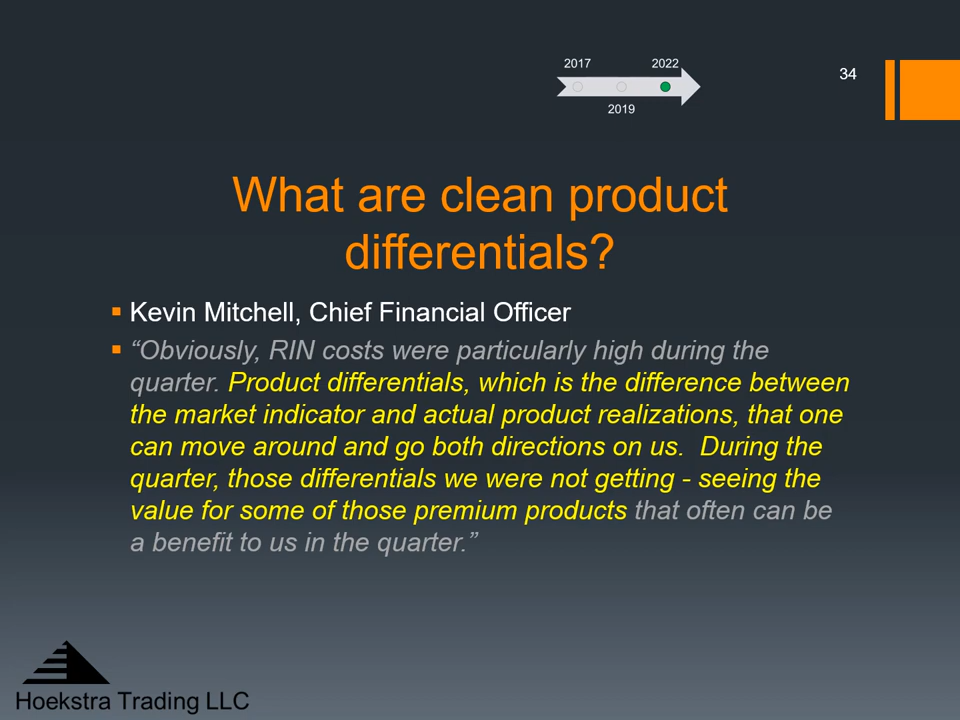 2017 2022
34
2019
What are clean product
differentials?
▪ Kevin Mitchell, Chief Financial Officer
▪ “Obviously, RIN costs were particularly high during the
quarter. Product differentials, which is the difference between
the market indicator and actual product realizations, that one
can move around and go both directions on us.  During the
quarter, those differentials we were not getting - seeing the
value for some of those premium products that often can be
a benefit to us in the quarter.”
Hoekstra Trading LLC